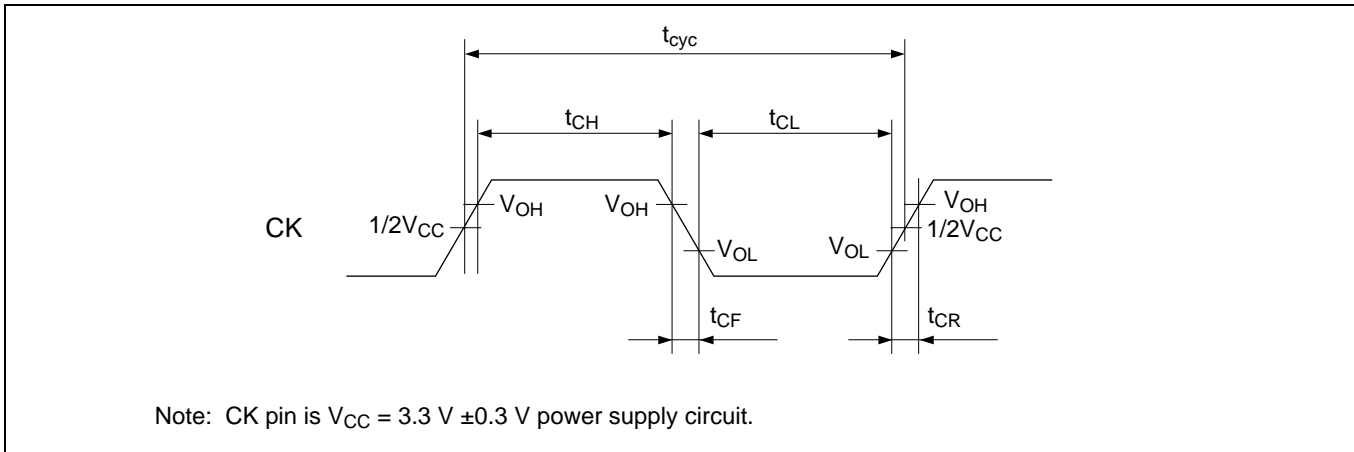 tcyc
tCH
tCL
VOH
VOH
VOH
CK
1/2VCC
1/2VCC
VOL
VOL
tCF
tCR
Note: CK pin is VCC = 3.3 V ±0.3 V power supply circuit.